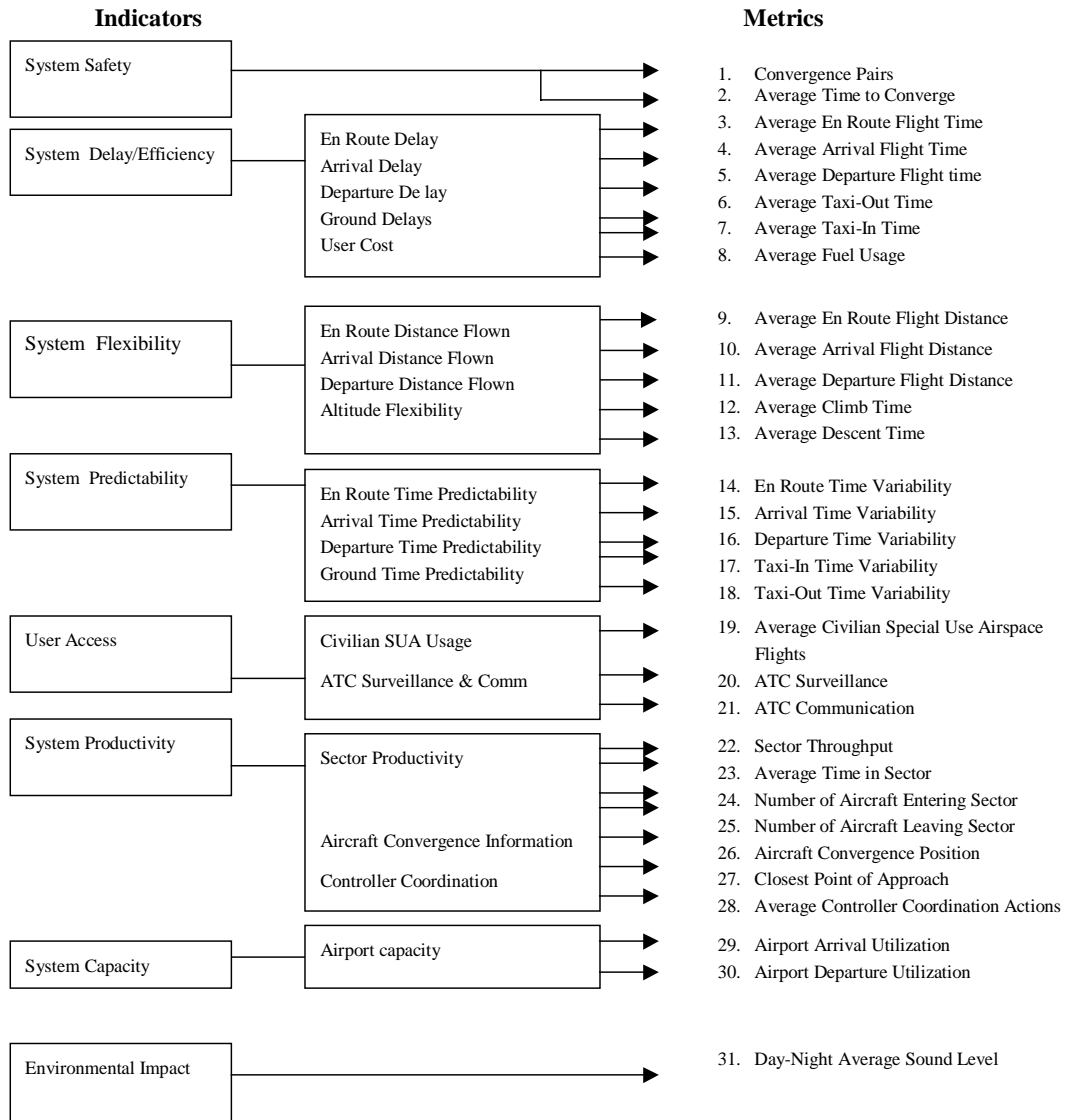 Indicators
Metrics
System Safety
1. Convergence Pairs
2. Average Time to Converge
System Delay/Efficiency
En Route Delay
Arrival Delay
Departure De lay
Ground Delays
User Cost
3. Average En Route Flight Time
4. Average Arrival Flight Time
5. Average Departure Flight time
6. Average Taxi-Out Time
7. Average Taxi-In Time
8. Average Fuel Usage
System Flexibility
En Route Distance Flown
Arrival Distance Flown
Departure Distance Flown
Altitude Flexibility
9. Average En Route Flight Distance
10. Average Arrival Flight Distance
11. Average Departure Flight Distance
12. Average Climb Time
13. Average Descent Time
System Predictability
En Route Time Predictability
Arrival Time Predictability
Departure Time Predictability
Ground Time Predictability
14. En Route Time Variability
15. Arrival Time Variability
16. Departure Time Variability
17. Taxi-In Time Variability
18. Taxi-Out Time Variability
User Access
Civilian SUA Usage
ATC Surveillance & Comm
19. Average Civilian Special Use Airspace
Flights
20. ATC Surveillance
21. ATC Communication
System Productivity
Sector Productivity
Aircraft Convergence Information
Controller Coordination
22. Sector Throughput
23. Average Time in Sector
24. Number of Aircraft Entering Sector
25. Number of Aircraft Leaving Sector
26. Aircraft Convergence Position
27. Closest Point of Approach
28. Average Controller Coordination Actions
System Capacity
Airport capacity
29. Airport Arrival Utilization
30. Airport Departure Utilization
Environmental Impact
31. Day-Night Average Sound Level